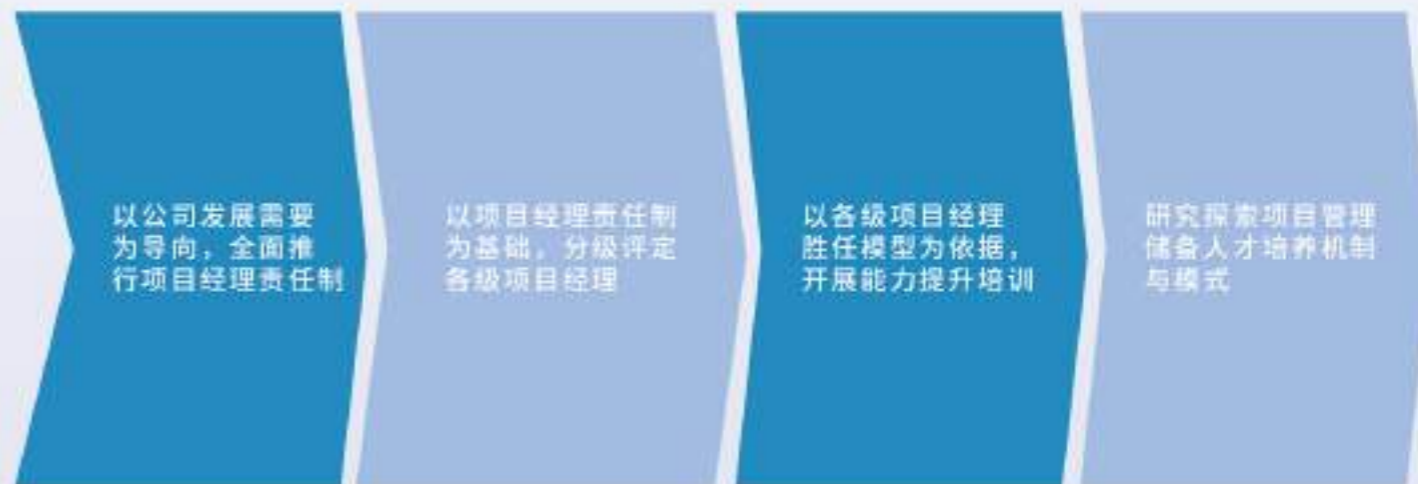 以公司发展需要
为导向，全面推
行项目经理责任制
以项目经理责任制
为基础，分级评定
各级项目经理
以各级项目经理
胜任模型为依据，
开展能力提升培训
研究探索项目管理
储备人才培养机制
与模式